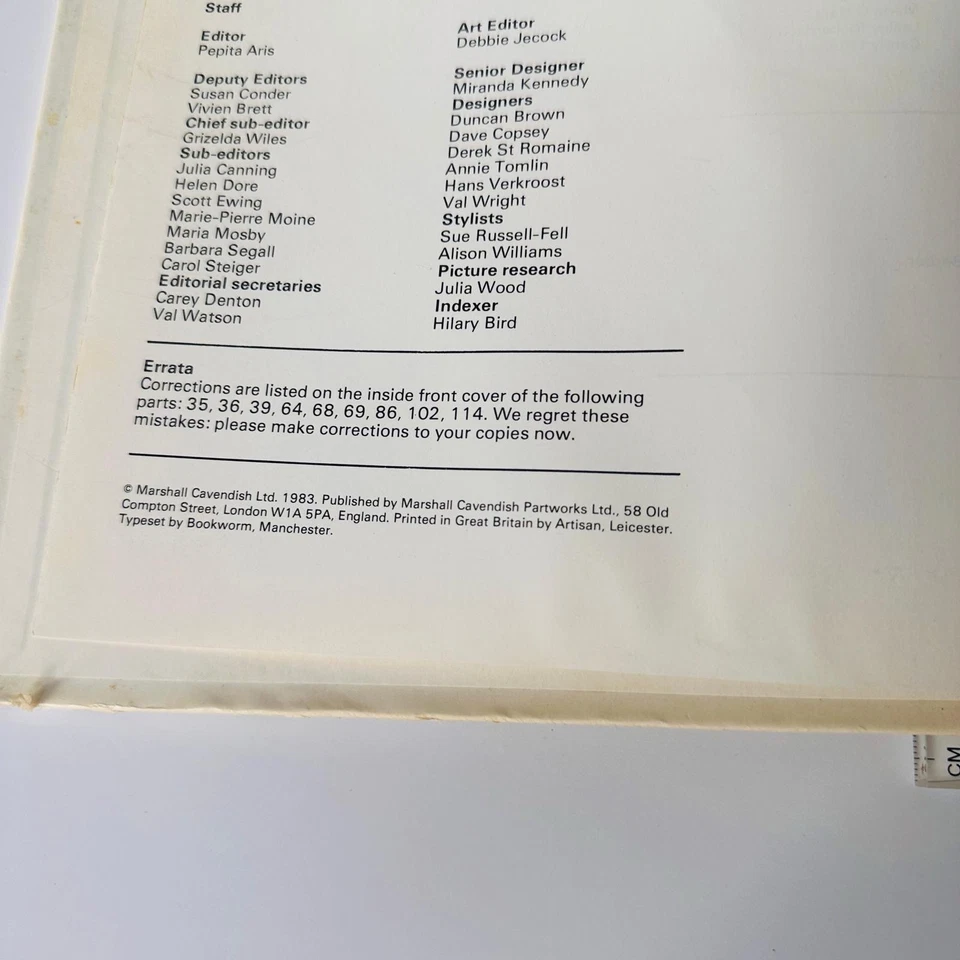 Staff
Editor
Pepita Aris
Deputy Editors
Susan Conder
Vivien Brett
Chief sub-editor
Grizelda Wiles
Sub-editors
Julia Canning
Helen Dore
Scott Ewing
Marie-Pierre Moine
Maria Mosby
Barbara Segall
Carol Steiger
Editorial secretaries
Carey Denton
Val Watson
Art Editor
Debbie Jecock
Senior Designer
Miranda Kennedy
Designers
Duncan Brown
Dave Copsey
Derek St Romaine
Annie Tomlin
Hans Verkroost
Val Wright
Stylists
Sue Russell-Fell
Alison Williams
Picture research
Julia Wood
Indexer
Hilary Bird
Errata
Corrections are listed on the inside front cover of the following
parts: 35, 36, 39, 64, 68, 69, 86, 102, 114. We regret these
mistakes: please make corrections to your copies now.
© Marshall Cavendish Ltd. 1983. Published by Marshall Cavendish Partworks Ltd., 58 Old
Compton Street, London W1A 5PA, England. Printed in Great Britain by Artisan, Leicester.
Typeset by Bookworm, Manchester.
CM